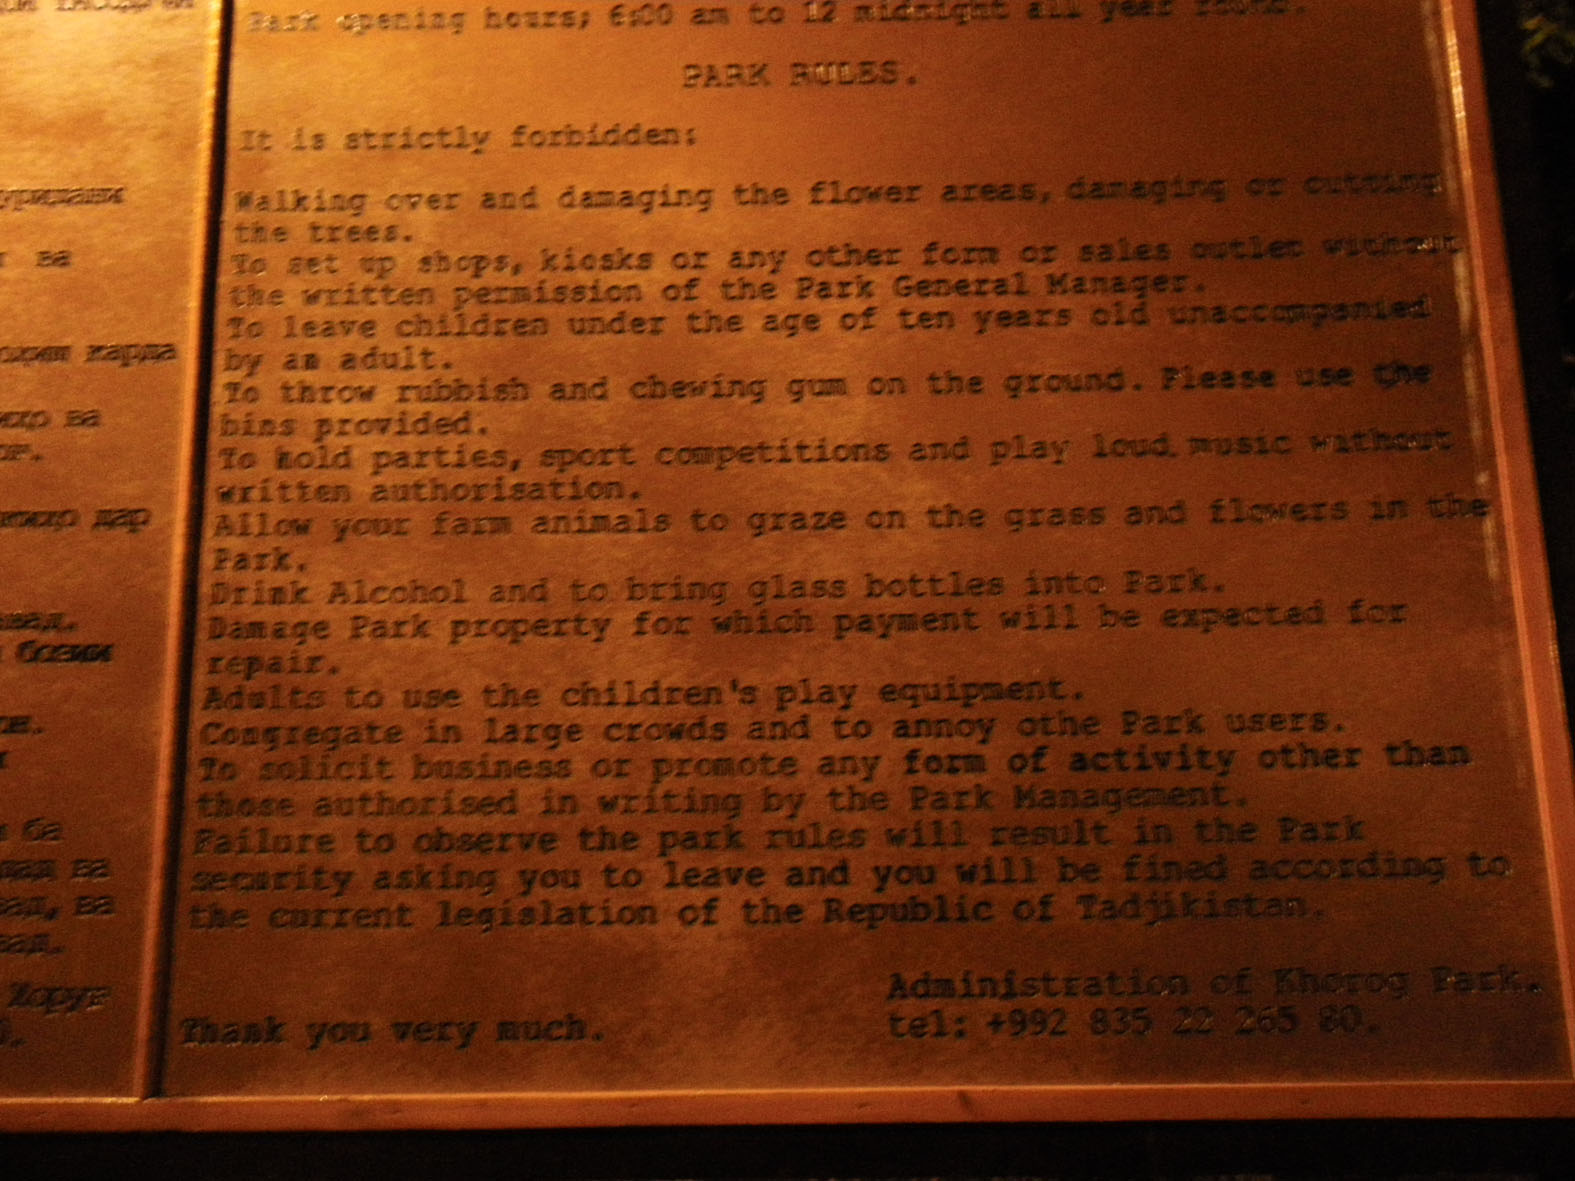 Park opening hours; 6:00 am to 12 midnight all year round.
PARK RULES.
It is strictly forbidden:
Walking over and damaging the flower areas, damaging or cutting
the trees.
To set up shops, kiosks or any other form or sales outlet without
the written permission of the Park General Manager.
To leave children under the age of ten years old unaccompanied
by an adult.
To throw rubbish and chewing gum on the ground. Please use the
bins provided.
To hold parties, sport competitions and play loud music without
written authorisation.
Allow your farm animals to graze on the grass and flowers in the
Park.
Drink Alcohol and to bring glass bottles into Park.
Damage Park property for which payment will be expected for
repair.
Adults to use the children's play equipment.
Congregate in large crowds and to annoy othe Park users.
To solicit business or promote any form of activity other than
those authorised in writing by the Park Management.
Failure to observe the park rules will result in the Park
security asking you to leave and you will be fined according to
the current legislation of the Republic of Tadjikistan.
Administration of Khorog Park.
Thank you very much. tel: +992 835 22 265 80.
ва
карда
ва
дар
ба
ва
ва
Хоруғ